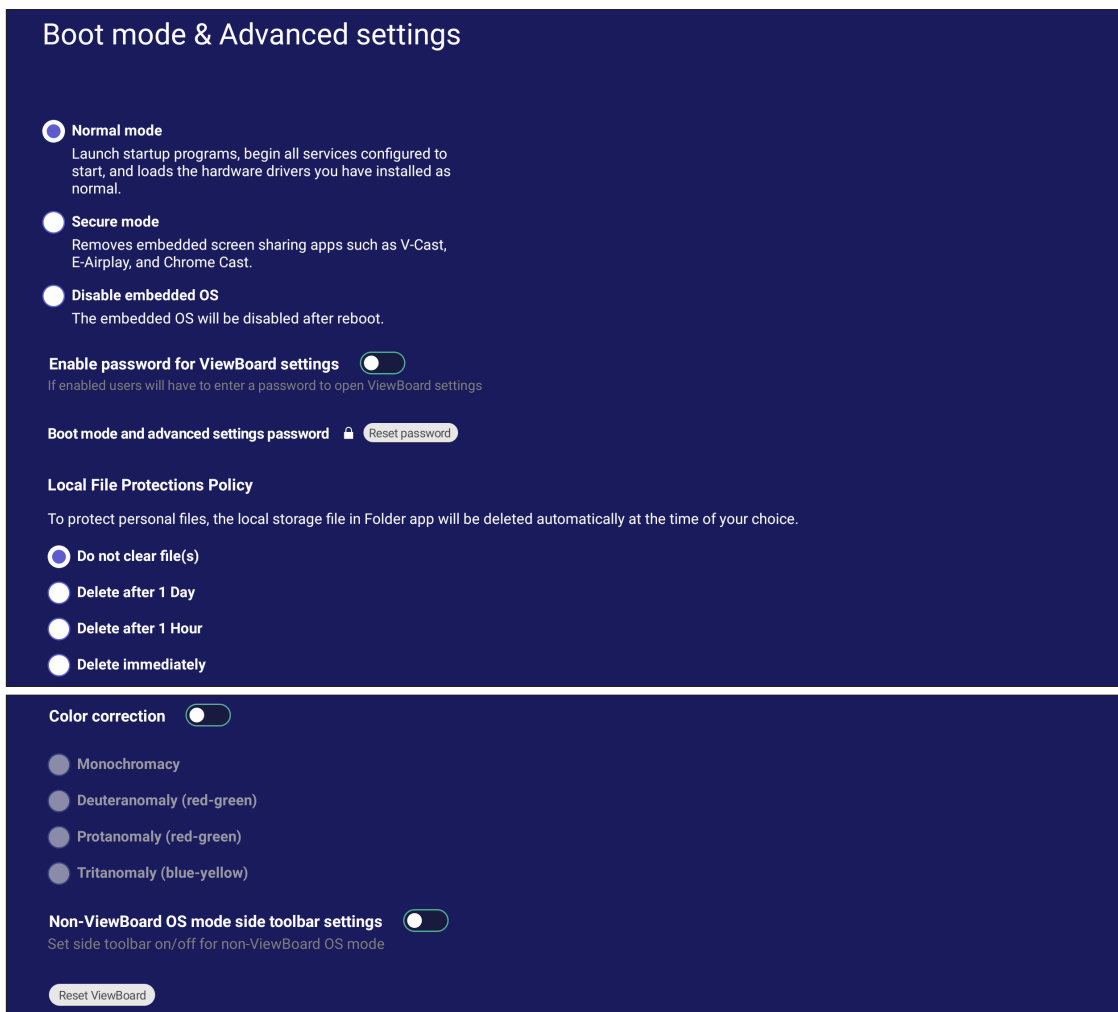 Boot mode & Advanced settings
Normal mode
Launch startup programs, begin all services configured to
start, and loads the hardware drivers you have installed as
normal.
Secure mode
Removes embedded screen sharing apps such as V-Cast,
E-Airplay, and Chrome Cast.
Disable embedded OS
The embedded OS will be disabled after reboot.
Enable password for ViewBoard settings
If enabled users will have to enter a password to open ViewBoard settings
Boot mode and advanced settings password Reset password
Local File Protections Policy
To protect personal files, the local storage file in Folder app will be deleted automatically at the time of your choice.
Do not clear file(s)
Delete after 1 Day
Delete after 1 Hour
Delete immediately
Color correction
Monochromacy
Deuteranomaly (red-green)
Protanomaly (red-green)
Tritanomaly (blue-yellow)
Non-ViewBoard OS mode side toolbar settings
Set side toolbar on/off for non-ViewBoard OS mode
Reset ViewBoard